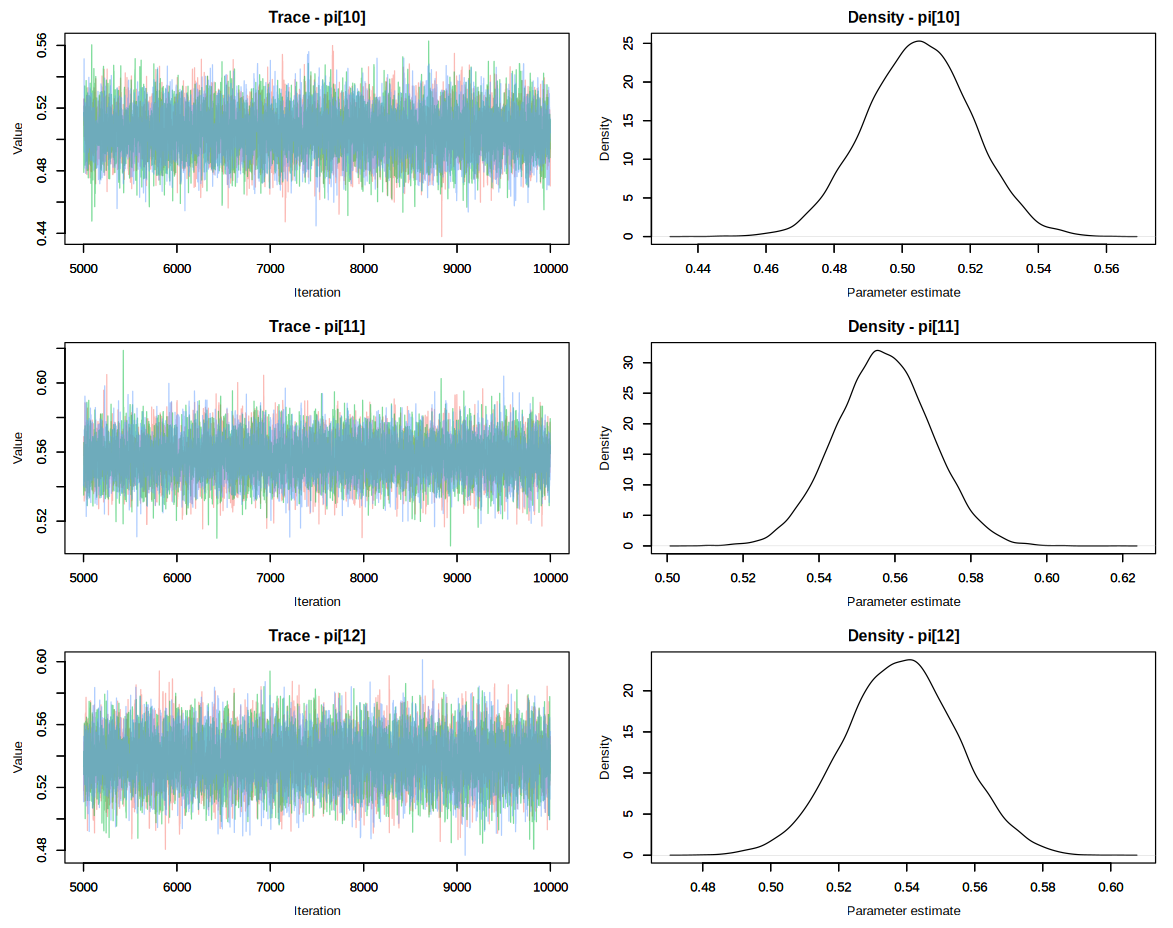 Trace - pi[10]
Value
0.44
0.48
0.52
0.56
5000 6000 7000 8000 9000 10000
Iteration
Density - pi[10]
Density
0
5
10
15
20
25
0.44 0.46 0.48 0.50 0.52 0.54 0.56
Parameter estimate
Trace - pi[11]
Value
0.52
0.56
0.60
5000 6000 7000 8000 9000 10000
Iteration
Density - pi[11]
Density
0
5
10
15
20
25
30
0.50 0.52 0.54 0.56 0.58 0.60 0.62
Parameter estimate
Trace - pi[12]
Value
0.48
0.52
0.56
0.60
5000 6000 7000 8000 9000 10000
Iteration
Density - pi[12]
Density
0
5
10
15
20
0.48 0.50 0.52 0.54 0.56 0.58 0.60
Parameter estimate